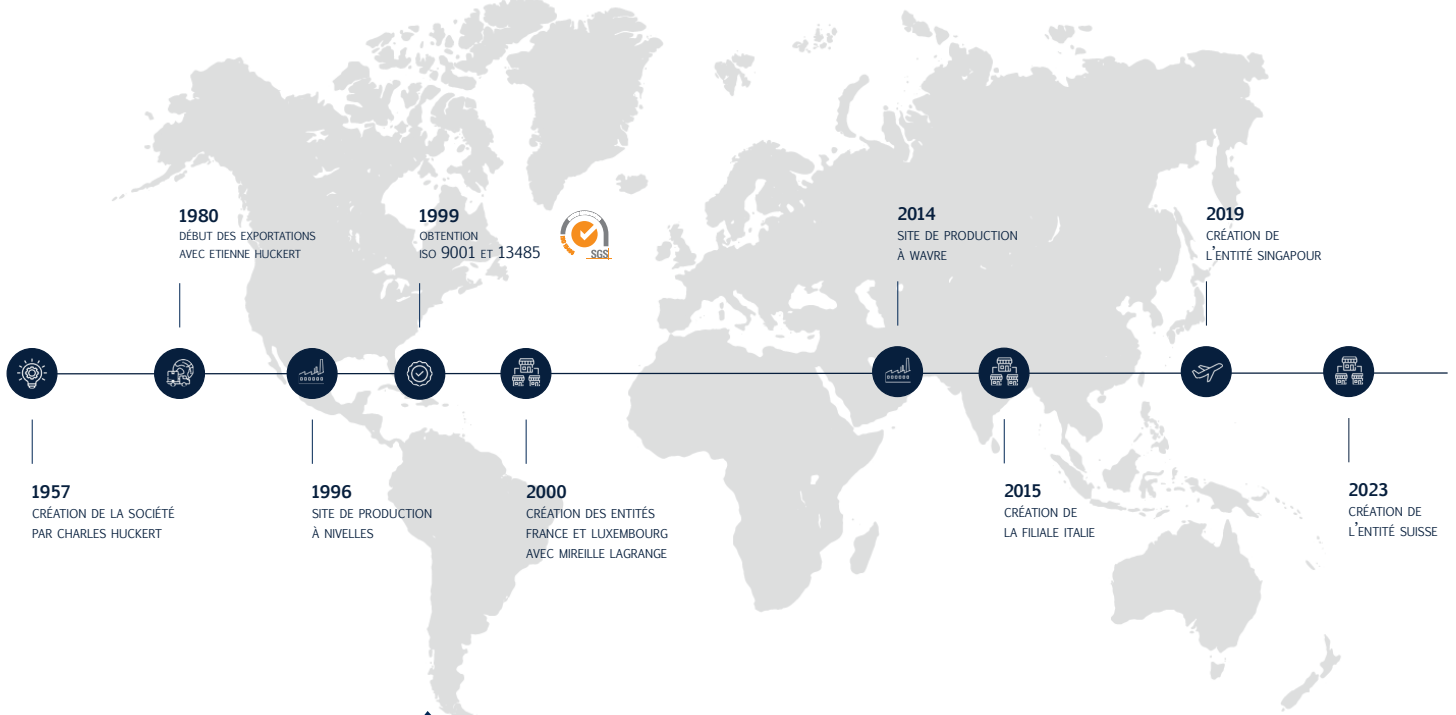 1957
CRÉATION DE LA SOCIÉTÉ
PAR CHARLES HUCKERT
1980
DÉBUT DES EXPORTATIONS
AVEC ETIENNE HUCKERT
1996
SITE DE PRODUCTION
À NIVELLES
1999
OBTENTION
ISO 9001 ET 13485
SGS
2000
CRÉATION DES ENTITÉS
FRANCE ET LUXEMBOURG
AVEC MIREILLE LAGRANGE
2014
SITE DE PRODUCTION
À WAVRE
2015
CRÉATION DE
LA FILIALE ITALIE
2019
CRÉATION DE
L'ENTITÉ SINGAPOUR
2023
CRÉATION DE
L'ENTITÉ SUISSE